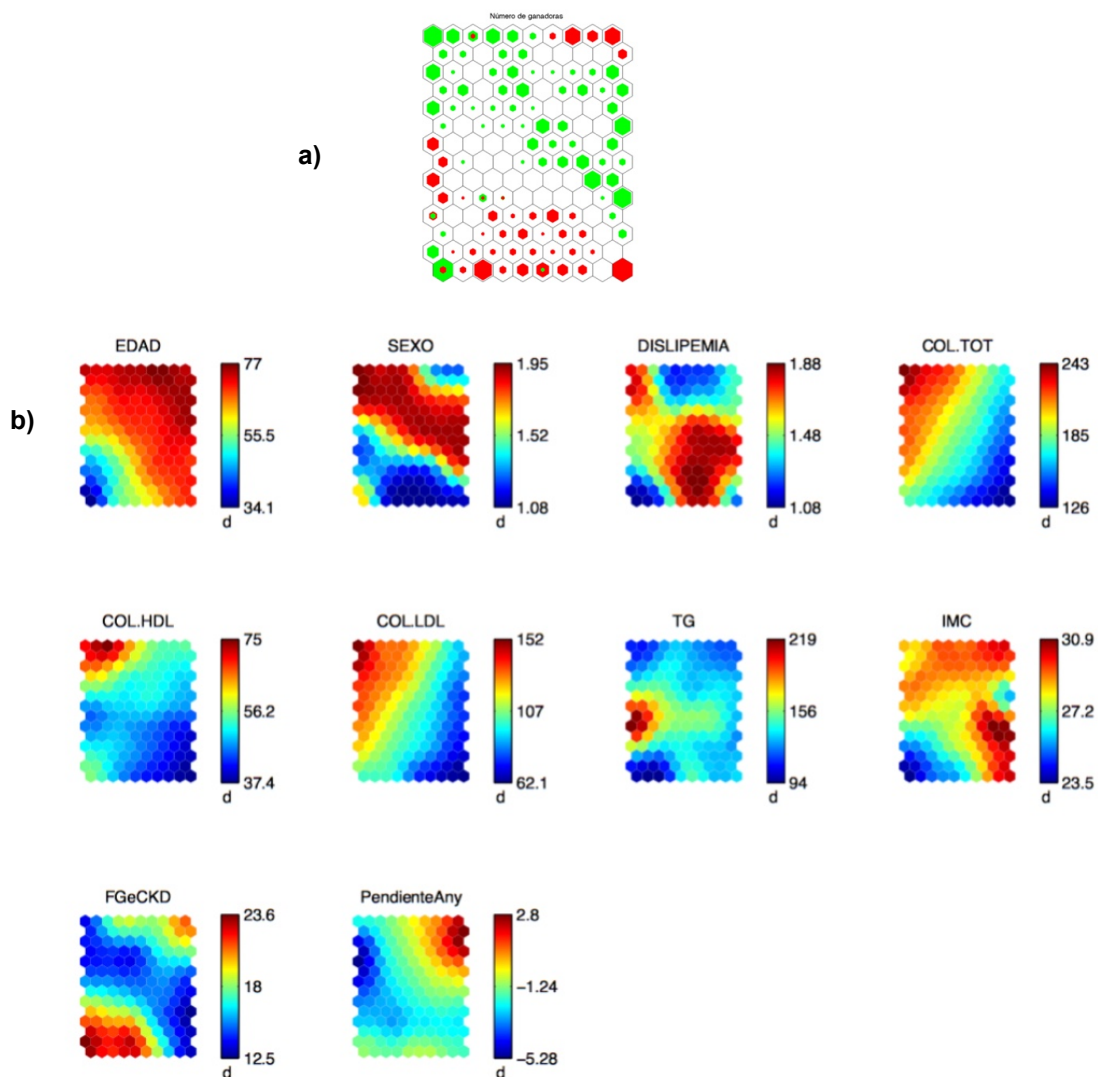 Número de ganadoras
a)
b)
EDAD
77
55.5
34.1
d
SEXO
1.95
1.52
1.08
d
DISLIPEMIA
1.88
1.48
1.08
d
COL.TOT
243
185
126
d
COL.HDL
75
56.2
37.4
d
COL.LDL
152
107
62.1
d
TG
219
156
94
d
IMC
30.9
27.2
23.5
d
FGeCKD
23.6
18
12.5
d
PendienteAny
2.8
−1.24
−5.28
d